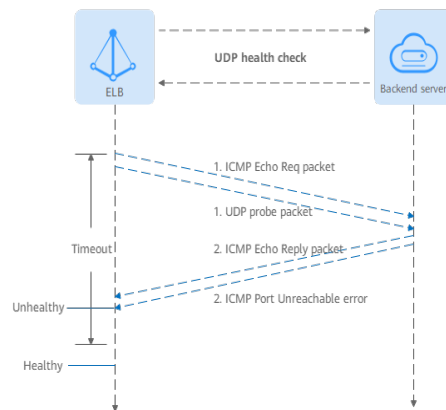 UDP health check
ELB
Backend server
1. ICMP Echo Req packet
1. UDP probe packet
Timeout
2. ICMP Echo Reply packet
2. ICMP Port Unreachable error
Unhealthy
Healthy